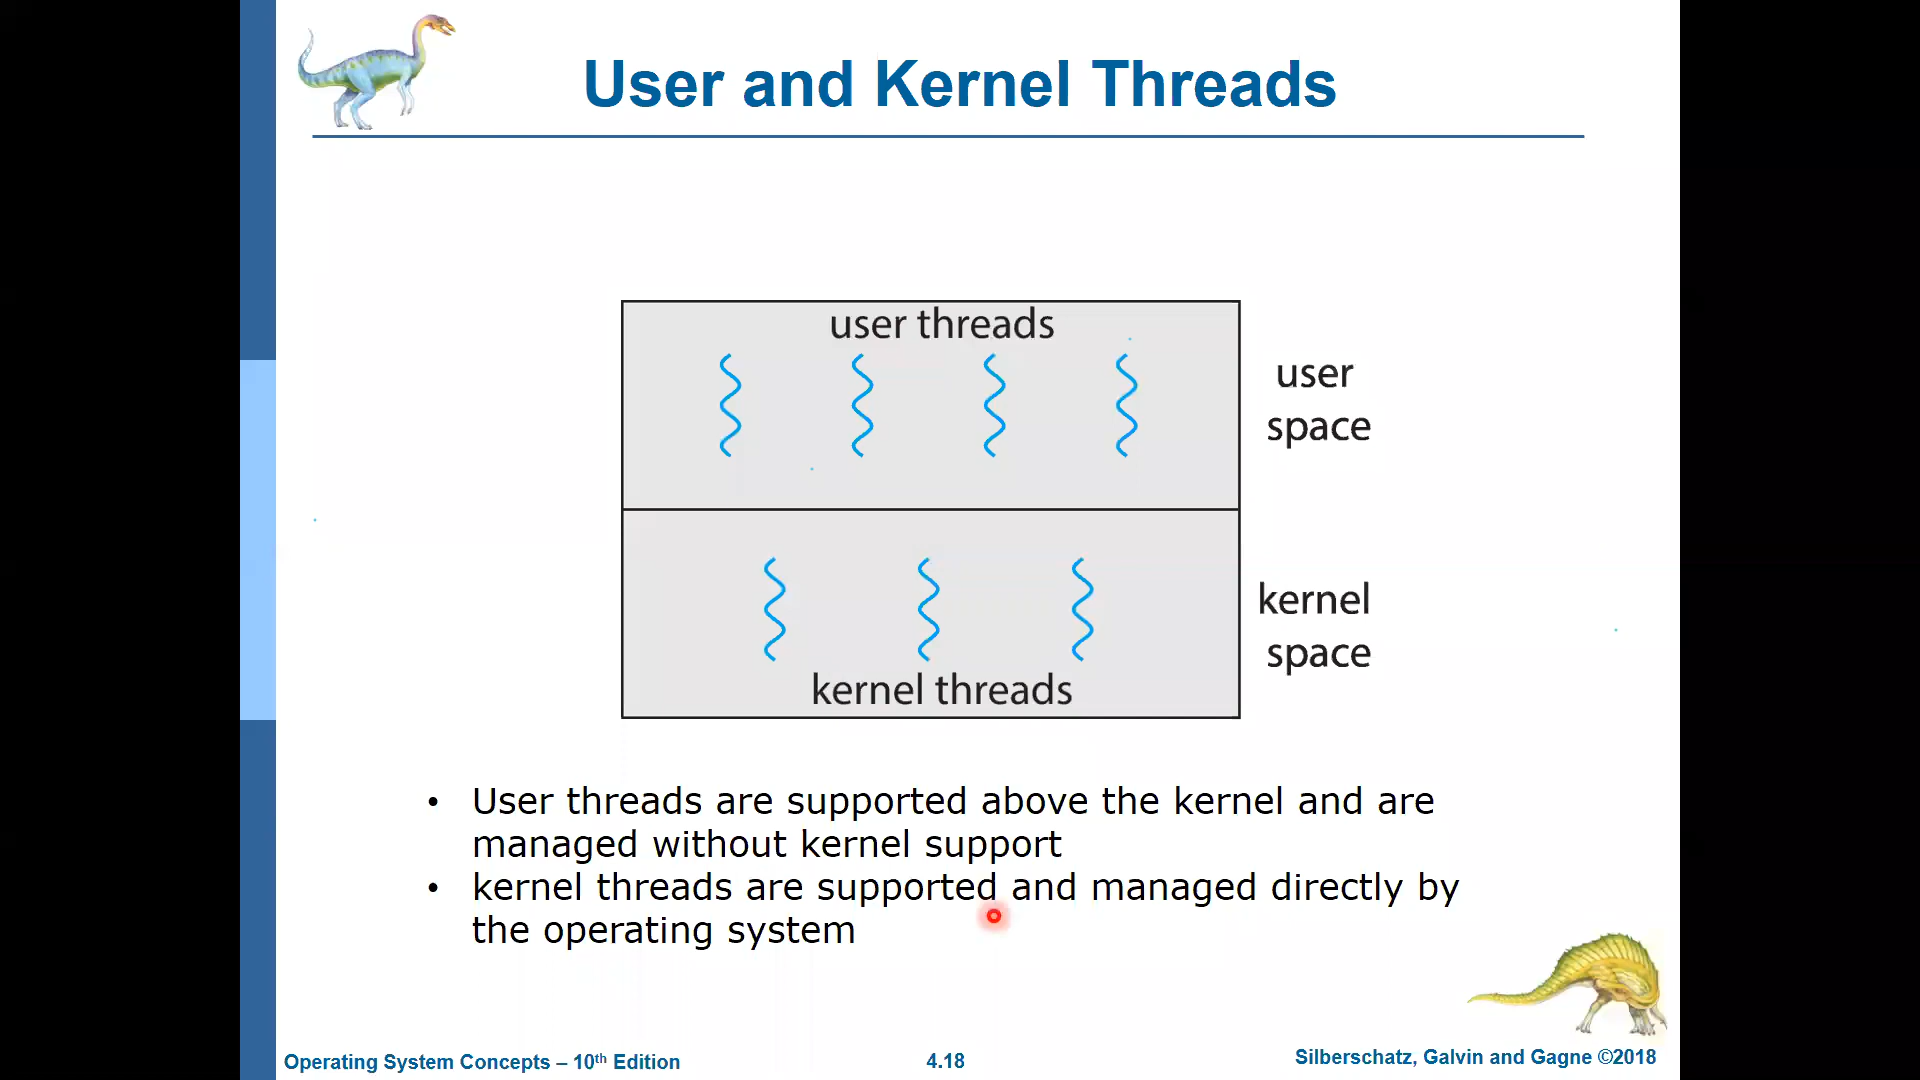 User and Kernel Threads
user threads
user
space
kernel
space
kernel threads
• User threads are supported above the kernel and are
managed without kernel support
• kernel threads are supported and managed directly by
the operating system
Operating System Concepts – 10th Edition
4.18
Silberschatz, Galvin and Gagne ©2018